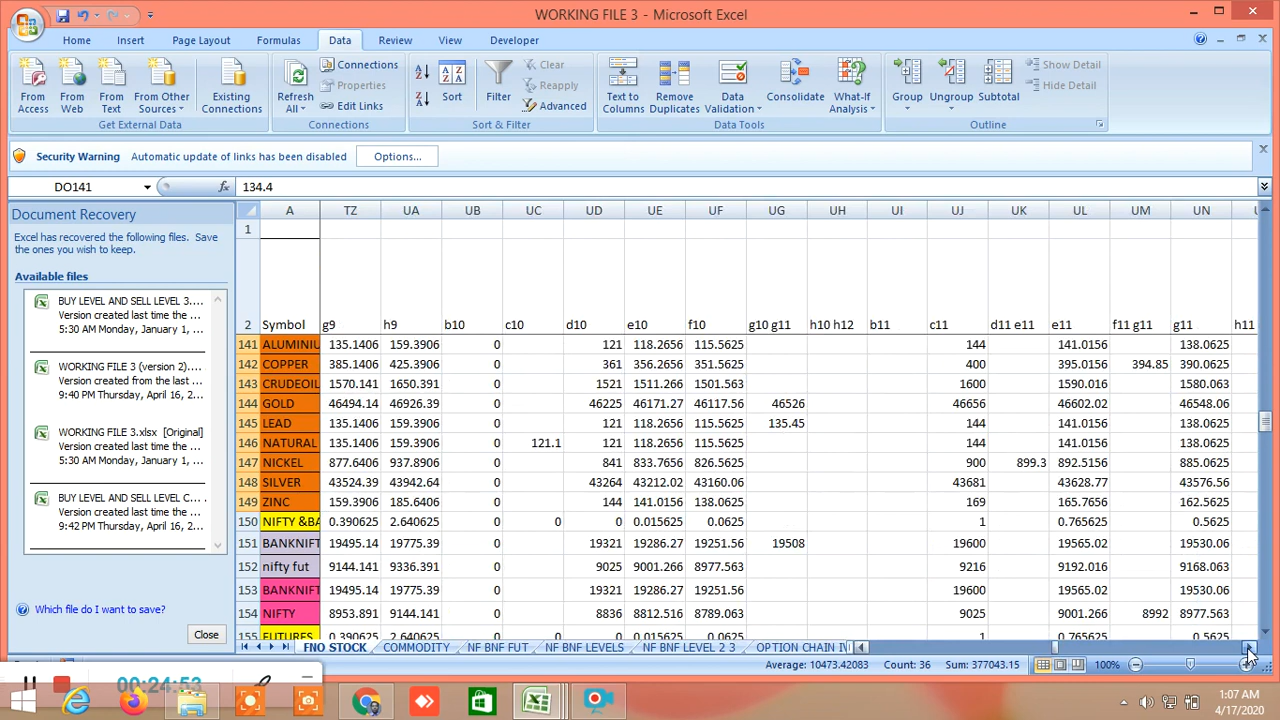 WORKING FILE 3 - Microsoft Excel
Home Insert Page Layout Formulas Data Review View Developer
From Access
From Web
From Text
From Other Sources
Existing Connections
Get External Data
Refresh All
Connections
Properties
Edit Links
Connections
Sort
Filter
Clear
Reapply
Advanced
Sort & Filter
Text to Columns
Remove Duplicates
Data Validation
Consolidate
What-If Analysis
Data Tools
Group
Ungroup
Subtotal
Show Detail
Hide Detail
Outline
Security Warning Automatic update of links has been disabled Options...
DO141 fx 134.4
Document Recovery
Excel has recovered the following files. Save
the ones you wish to keep.
Available files
BUY LEVEL AND SELL LEVEL 3....
Version created last time the ...
5:30 AM Monday, January 1, ...
WORKING FILE 3 (version 2)....
Version created from the last ...
9:40 PM Thursday, April 16, 2...
WORKING FILE 3.xlsx [Original]
Version created last time the ...
5:30 AM Monday, January 1, ...
BUY LEVEL AND SELL LEVEL C...
Version created last time the ...
9:42 PM Thursday, April 16, 2...
Which file do I want to save?
Close
A TZ UA UB UC UD UE UF UG UH UI UJ UK UL UM UN
1
2 Symbol g9 h9 b10 c10 d10 e10 f10 g10 g11 h10 h12 b11 c11 d11 e11 e11 f11 g11 g11 h11
141 ALUMINIU 135.1406 159.3906 0 121 118.2656 115.5625 144 141.0156 138.0625
142 COPPER 385.1406 425.3906 0 361 356.2656 351.5625 400 395.0156 394.85 390.0625
143 CRUDEOIL 1570.141 1650.391 0 1521 1511.266 1501.563 1600 1590.016 1580.063
144 GOLD 46494.14 46926.39 0 46225 46171.27 46117.56 46526 46656 46602.02 46548.06
145 LEAD 135.1406 159.3906 0 121 118.2656 115.5625 135.45 144 141.0156 138.0625
146 NATURAL 135.1406 159.3906 0 121.1 121 118.2656 115.5625 144 141.0156 138.0625
147 NICKEL 877.6406 937.8906 0 841 833.7656 826.5625 900 899.3 892.5156 885.0625
148 SILVER 43524.39 43942.64 0 43264 43212.02 43160.06 43681 43628.77 43576.56
149 ZINC 159.3906 185.6406 0 144 141.0156 138.0625 169 165.7656 162.5625
150 NIFTY &BA 0.390625 2.640625 0 0 0 0.015625 0.0625 1 0.765625 0.5625
151 BANKNIFT 19495.14 19775.39 0 19321 19286.27 19251.56 19508 19600 19565.02 19530.06
152 nifty fut 9144.141 9336.391 0 9025 9001.266 8977.563 9216 9192.016 9168.063
153 BANKNIFT 19495.14 19775.39 0 19321 19286.27 19251.56 19600 19565.02 19530.06
154 NIFTY 8953.891 9144.141 0 8836 8812.516 8789.063 9025 9001.266 8992 8977.563
155 FUTURES 0.390625 2.640625 0 0 0.015625 0.0625 1 0.765625 0.5625
FNO STOCK COMMODITY NF BNF FUT NF BNF LEVELS NF BNF LEVEL 2 3 OPTION CHAIN IV
Average: 10473.42083 Count: 36 Sum: 377043.15 100%
00:24:53
1:07 AM
4/17/2020